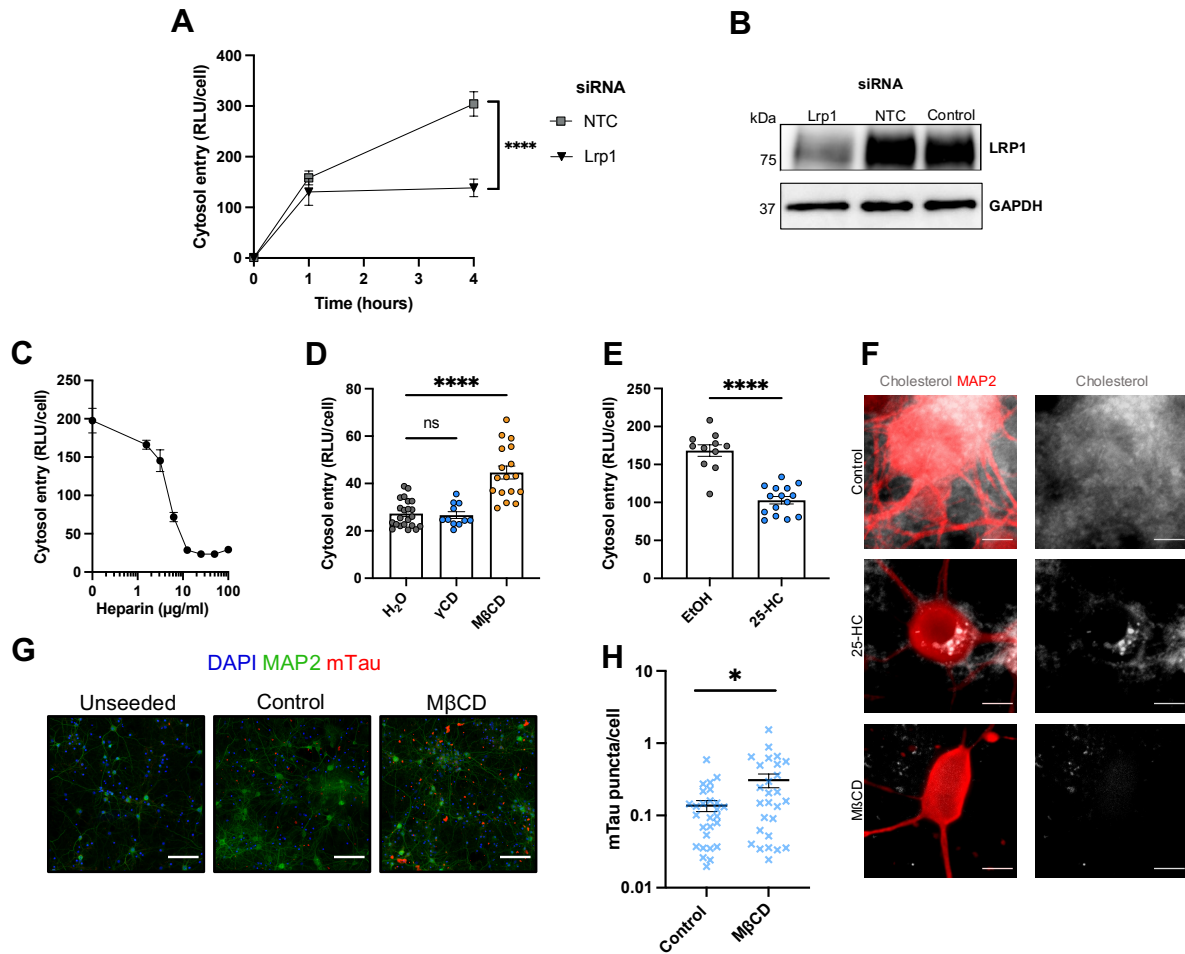 A
Cytosol entry (RLU/cell)
400
300
200
100
0
0 1 2 3 4
Time (hours)
****
siRNA
NTC
Lrp1
B
siRNA
kDa
Lrp1 NTC Control
75
LRP1
37
GAPDH
C
Cytosol entry (RLU/cell)
250
200
150
100
50
0
0 1 10 100
Heparin (µg/ml)
D
Cytosol entry (RLU/cell)
80
60
40
20
0
****
ns
H₂O
γCD
MβCD
E
Cytosol entry (RLU/cell)
250
200
150
100
50
0
****
EtOH
25-HC
F
Cholesterol MAP2
Cholesterol
Control
25-HC
MßCD
G
DAPI MAP2 mTau
Unseeded
Control
MβCD
H
mTau puncta/cell
10
1
0.1
0.01
*
Control
MβCD